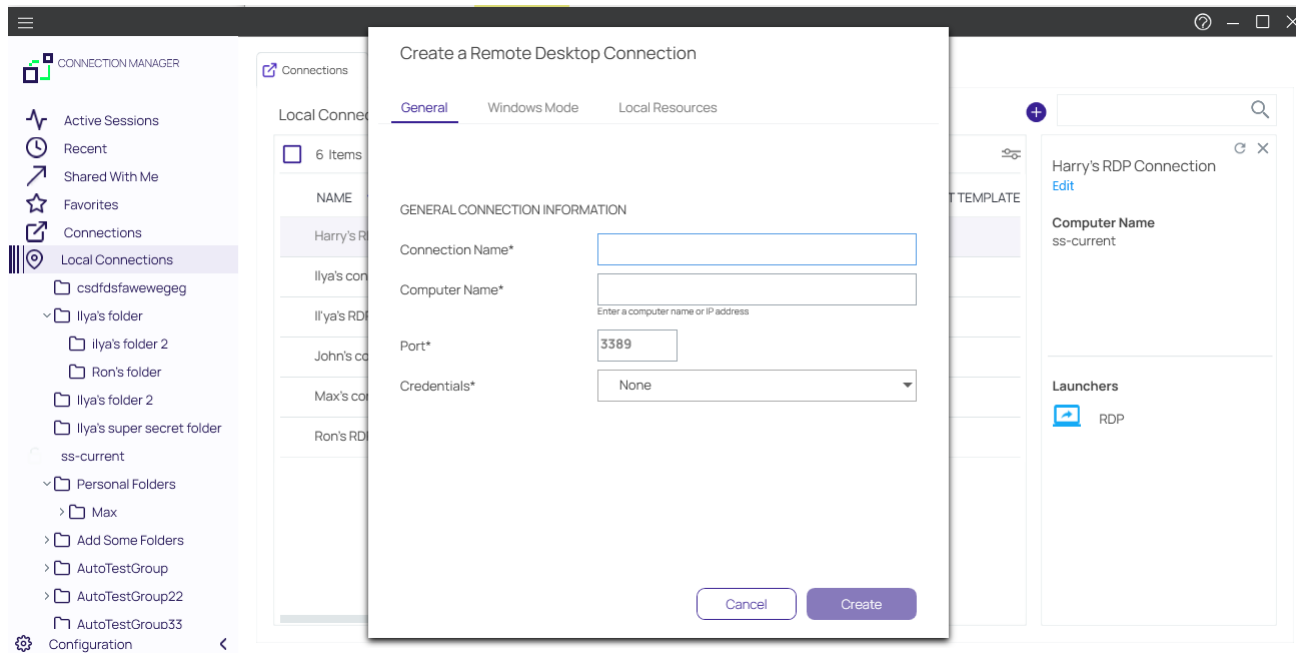 CONNECTION MANAGER
Active Sessions
Recent
Shared With Me
Favorites
Connections
Local Connections
csdfdsfawewegeg
Ilya's folder
ilya's folder 2
Ron's folder
Ilya's folder 2
Ilya's super secret folder
ss-current
Personal Folders
Max
Add Some Folders
AutoTestGroup
AutoTestGroup22
AutoTestGroup33
Configuration
Connections
Local Connec
6 Items
NAME
Harry's R
Ilya's con
Il'ya's RD
John's co
Max's co
Ron's RD
Create a Remote Desktop Connection
General Windows Mode Local Resources
GENERAL CONNECTION INFORMATION
Connection Name*
Computer Name*
Enter a computer name or IP address
Port* 3389
Credentials* None
Cancel Create
T TEMPLATE
Harry's RDP Connection
Edit
Computer Name
ss-current
Launchers
RDP